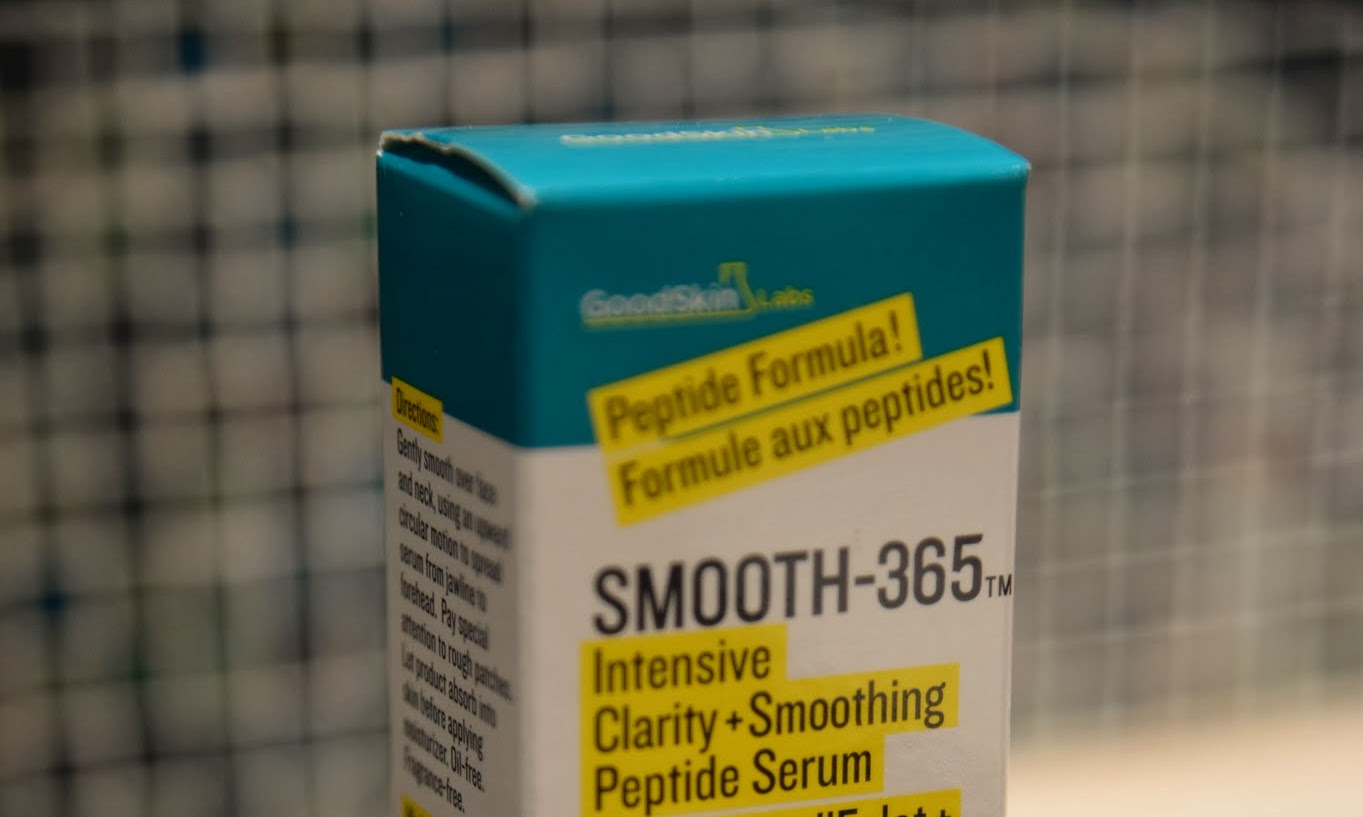 GoodSkin Labs
GoodSkin Labs
Peptide Formula!
Formule aux peptides!
SMOOTH-365TM
Intensive
Clarity + Smoothing
Peptide Serum
Directions:
Gently smooth over face
and neck, using an upward
circular motion to spread
serum from jawline to
forehead. Pay special
attention to rough patches.
Let product absorb into
skin before applying
moisturizer. Oil-free.
Fragrance-free.